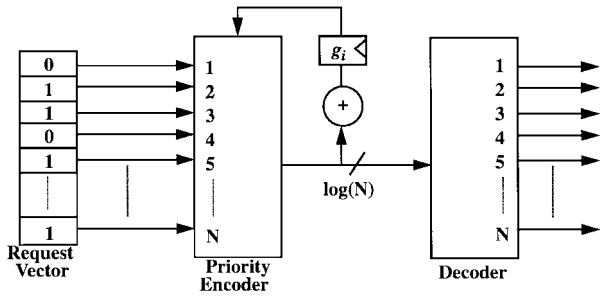 0
1
1
0
1
1
Request
Vector
1
2
3
4
5
N
Priority
Encoder
g_i
+
log(N)
1
2
3
4
5
N
Decoder